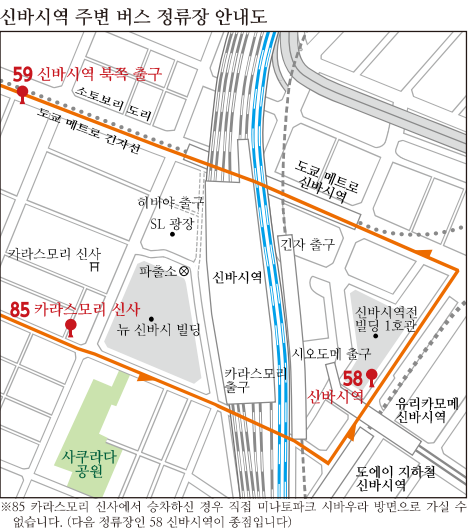 신바시역 주변 버스 정류장 안내도
59 신바시역 북쪽 출구
소토보리 도리
도쿄 메트로 긴자선
도쿄 메트로
신바시역
히비야 출구
SL 광장
긴자 출구
카라스모리 신사
파출소
신바시역
신바시역전
빌딩 1호관
85 카라스모리 신사
뉴 신바시 빌딩
시오도메 출구
카라스모리
출구
58
신바시역
유리카모메
신바시역
사쿠라다
공원
도에이 지하철
신바시역
※85 카라스모리 신사에서 승차하신 경우 직접 미나토파크 시바우라 방면으로 가실 수
없습니다. (다음 정류장인 58 신바시역이 종점입니다)